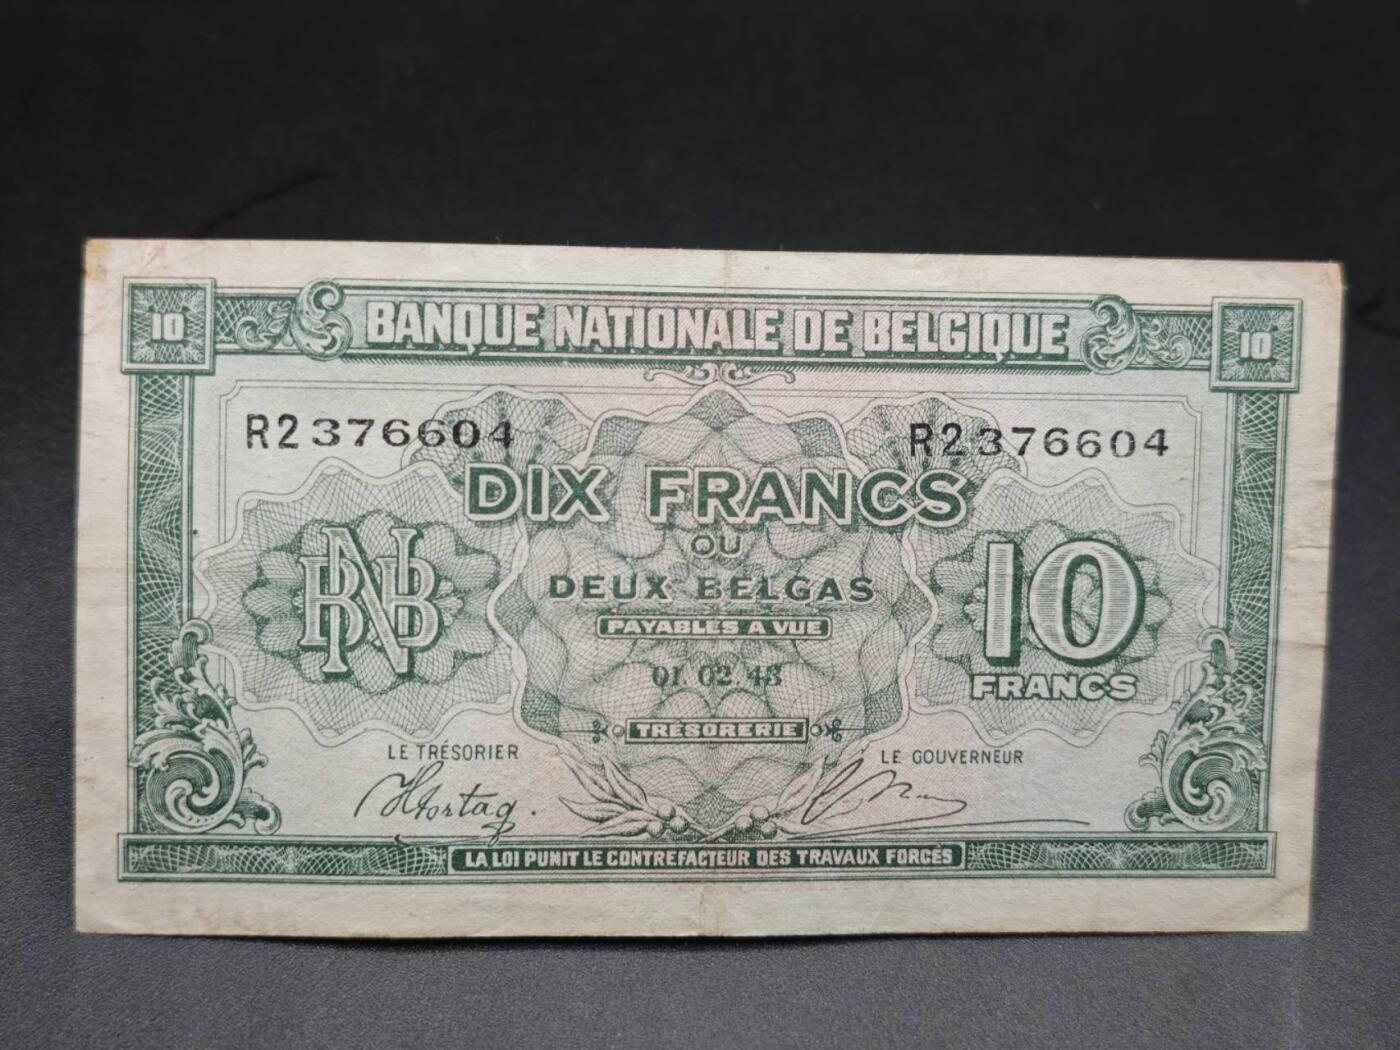 10 BANQUE NATIONALE DE BELGIQUE 10
R2376604 R2376604
DIX FRANCS
OU
DEUX BELGAS
PAYABLES A VUE
01.02.43
BNB
10
FRANCS
TRÉSORERIE
LE TRÉSORIER LE GOUVERNEUR
LA LOI PUNIT LE CONTREFACTEUR DES TRAVAUX FORCÉS